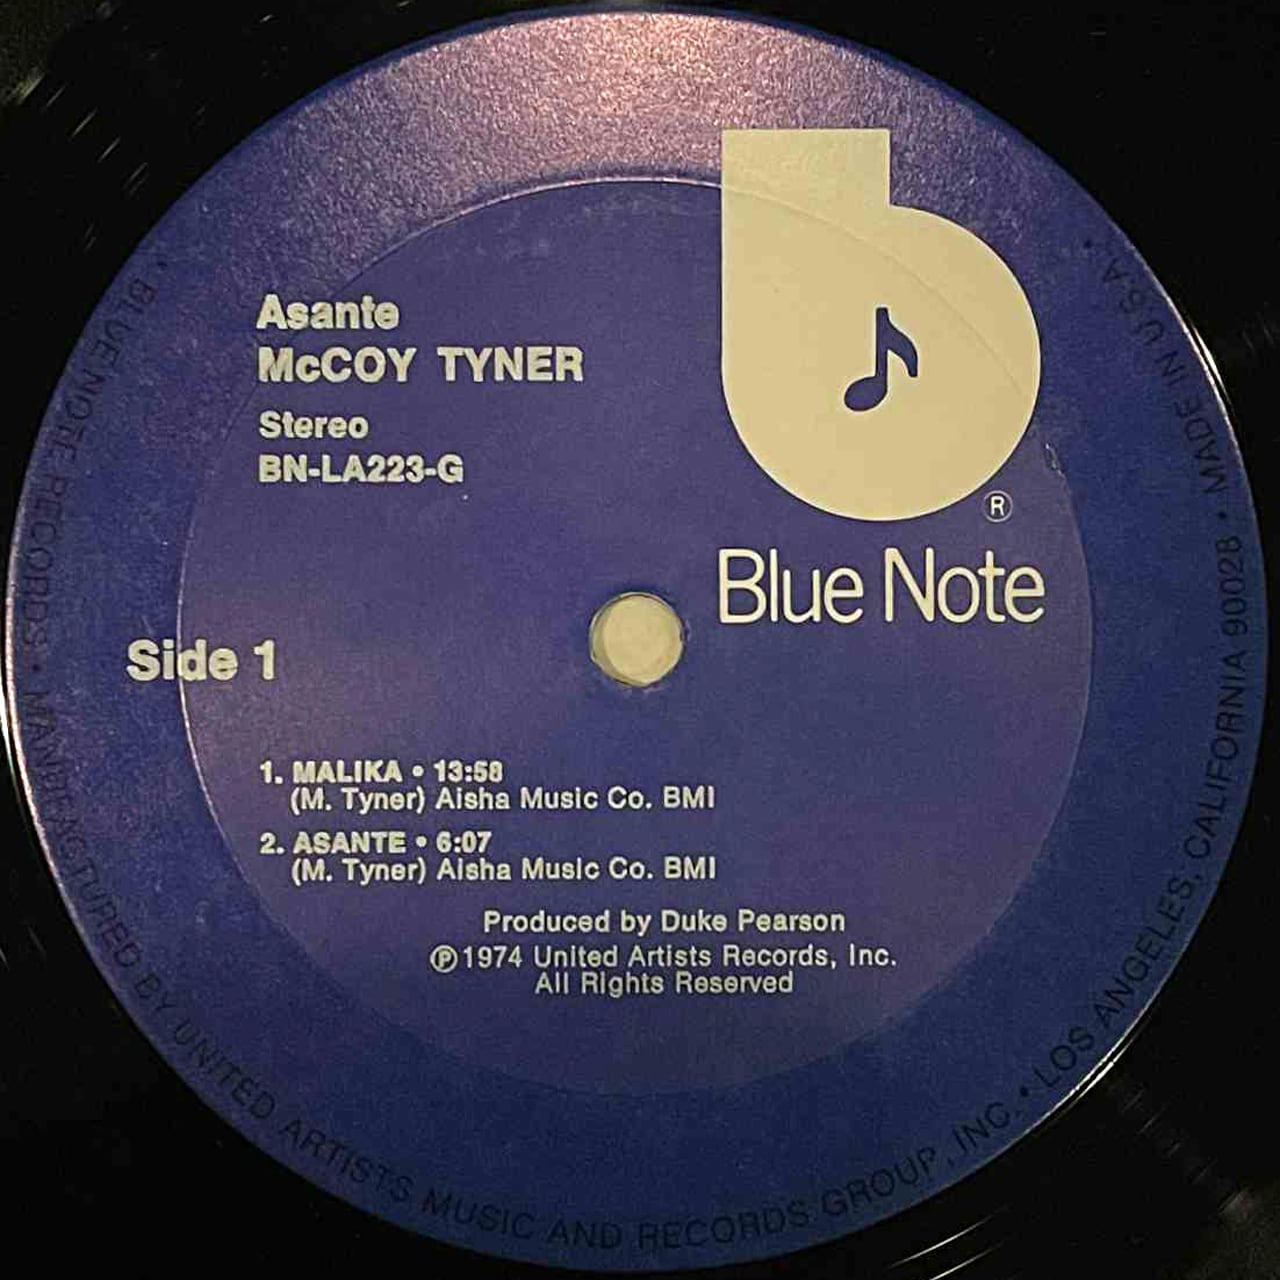 Asante
McCOY TYNER
Stereo
BN-LA223-G
®
Blue Note
Side 1
1. MALIKA • 13:58
(M. Tyner) Aisha Music Co. BMI
2. ASANTE • 6:07
(M. Tyner) Aisha Music Co. BMI
Produced by Duke Pearson
℗1974 United Artists Records, Inc.
All Rights Reserved
• BLUE NOTE RECORDS • MANUFACTURED BY UNITED ARTISTS MUSIC AND RECORDS GROUP, INC. • LOS ANGELES, CALIFORNIA 90028 • MADE IN U.S.A. •